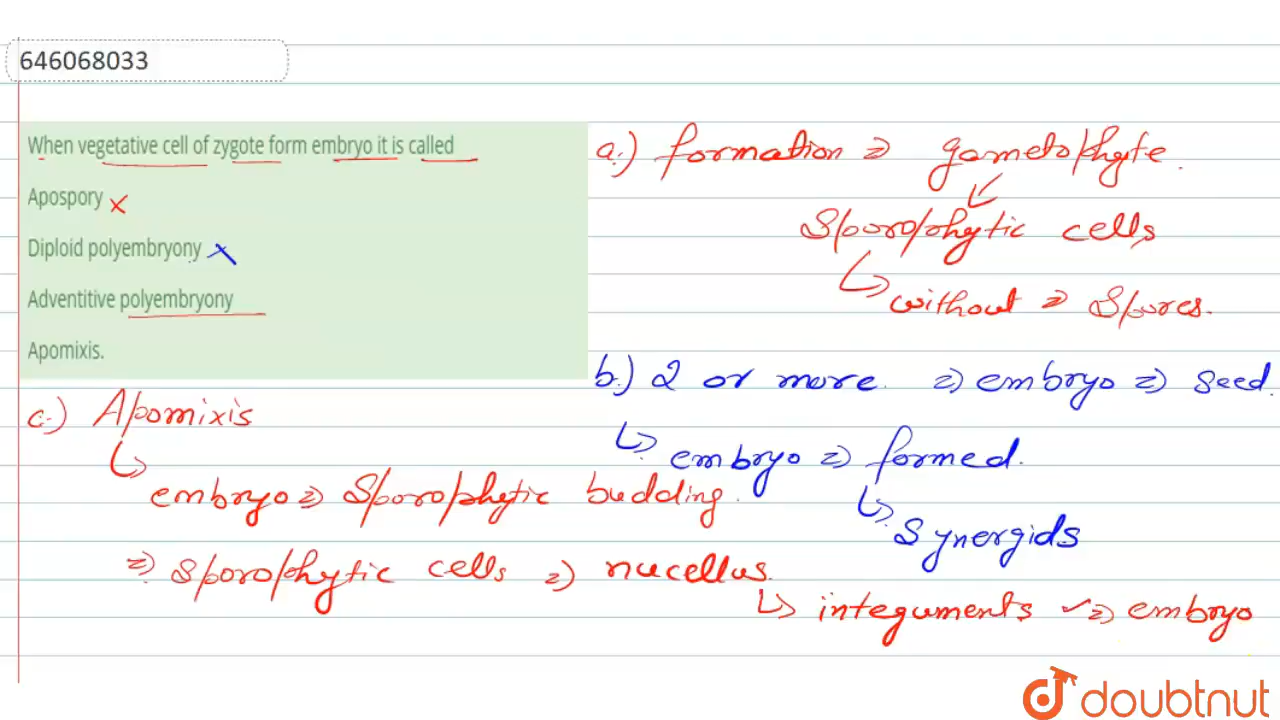 646068033
When vegetative cell of zygote form embryo it is called
Apospory ✗
Diploid polyembryony ✗
Adventitive polyembryony
Apomixis.
a.) formation ⇒ gametophyte.
Sporophytic cells
without ⇒ Spores.
b.) 2 or more ⇒ embryo ⇒ seed.
embryo ⇒ formed.
Synergids
c.) Apomixis
embryo ⇒ Sporophytic budding.
⇒ Sporophytic cells ⇒ nucellus.
integuments ✓⇒ embryo
doubtnut